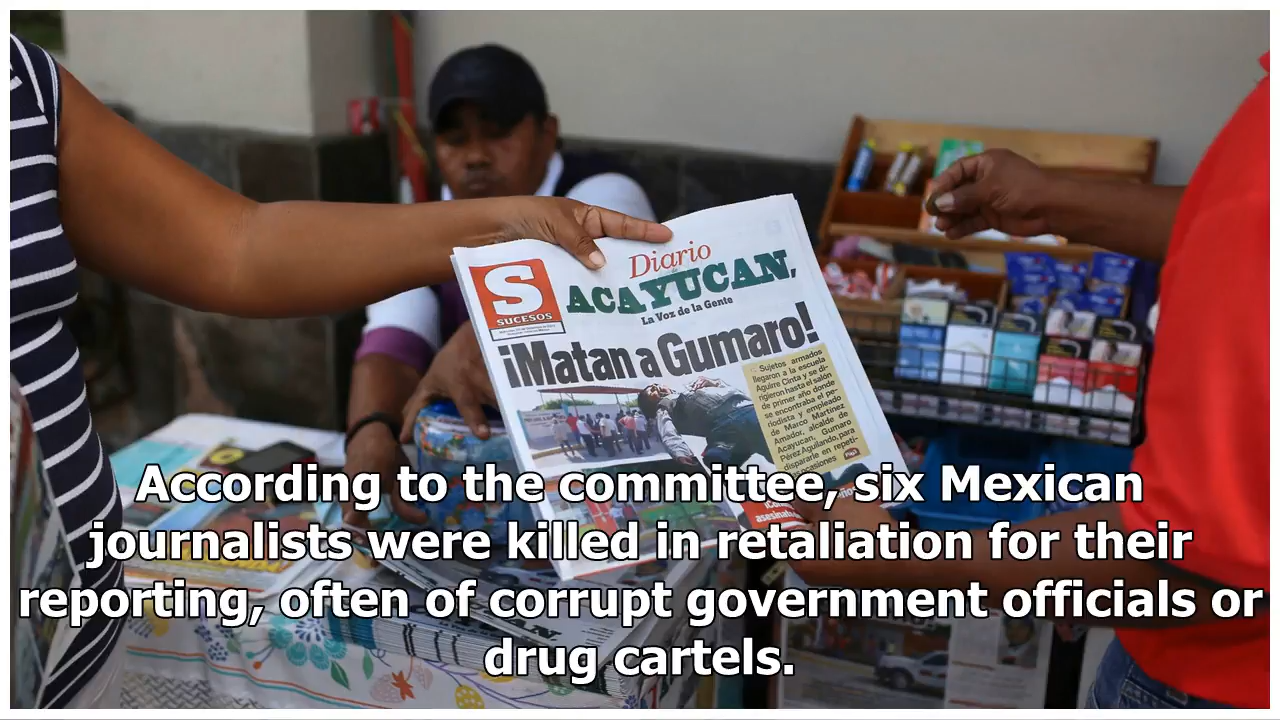 Diario
ACAYUCAN,
La Voz de la Gente
S
SUCESOS
¡Matan a Gumaro!
Sujetos armados
llegaron a la escuela
Aguirre Cinta y se di-
rigieron hasta el salón
de primer año donde
se encontraba el pe-
riodista y empleado
de Marco Martínez
Amador, alcalde de
Acayucan, Gumaro
Pérez Aguilando, para
dispararle en repeti-
ocasiones
According to the committee, six Mexican
journalists were killed in retaliation for their
reporting, often of corrupt government officials or
drug cartels.